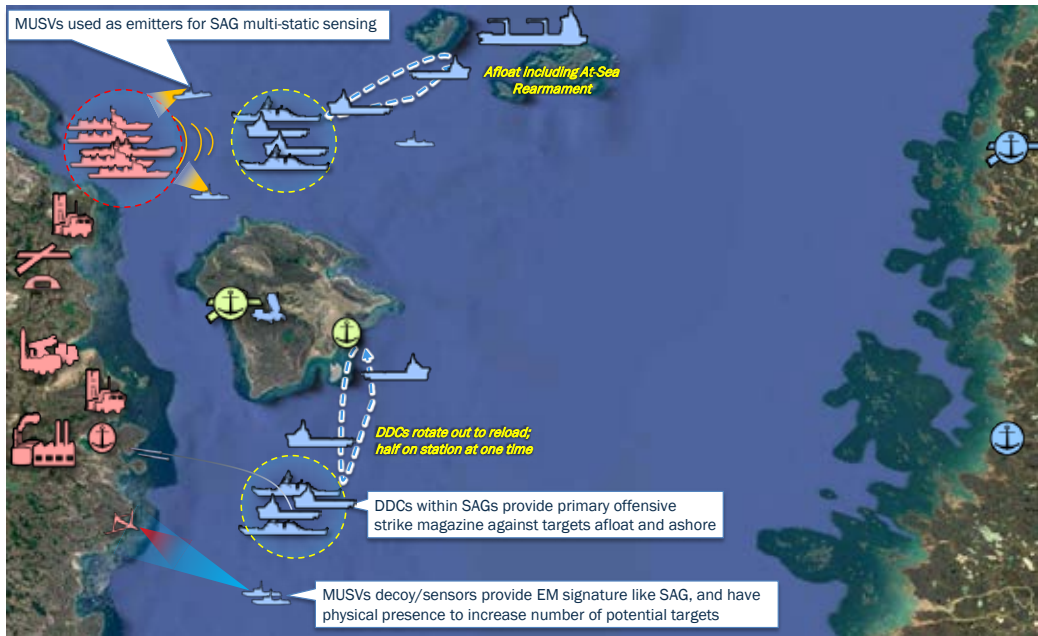 MUSVs used as emitters for SAG multi-static sensing
Afloat Including At-Sea
Rearmament
DDCs rotate out to reload;
half on station at one time
DDCs within SAGs provide primary offensive
strike magazine against targets afloat and ashore
MUSVs decoy/sensors provide EM signature like SAG, and have
physical presence to increase number of potential targets